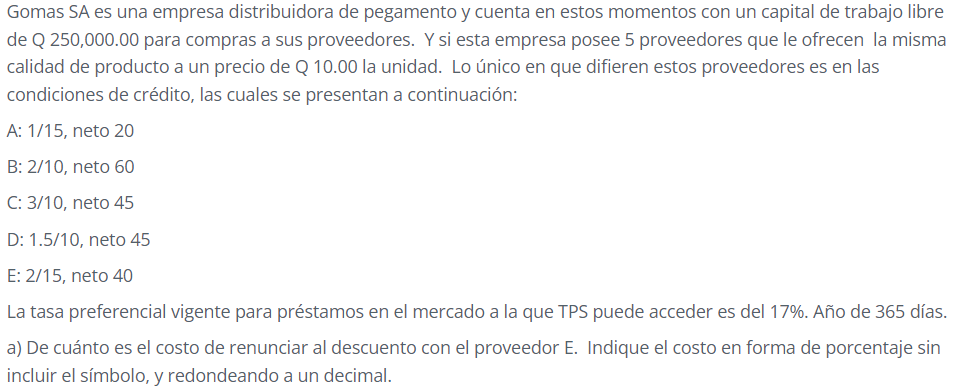 Gomas SA es una empresa distribuidora de pegamento y cuenta en estos momentos con un capital de trabajo libre
de Q 250,000.00 para compras a sus proveedores.  Y si esta empresa posee 5 proveedores que le ofrecen  la misma
calidad de producto a un precio de Q 10.00 la unidad.  Lo único en que difieren estos proveedores es en las
condiciones de crédito, las cuales se presentan a continuación:
A: 1/15, neto 20
B: 2/10, neto 60
C: 3/10, neto 45
D: 1.5/10, neto 45
E: 2/15, neto 40
La tasa preferencial vigente para préstamos en el mercado a la que TPS puede acceder es del 17%. Año de 365 días.
a) De cuánto es el costo de renunciar al descuento con el proveedor E.  Indique el costo en forma de porcentaje sin
incluir el símbolo, y redondeando a un decimal.